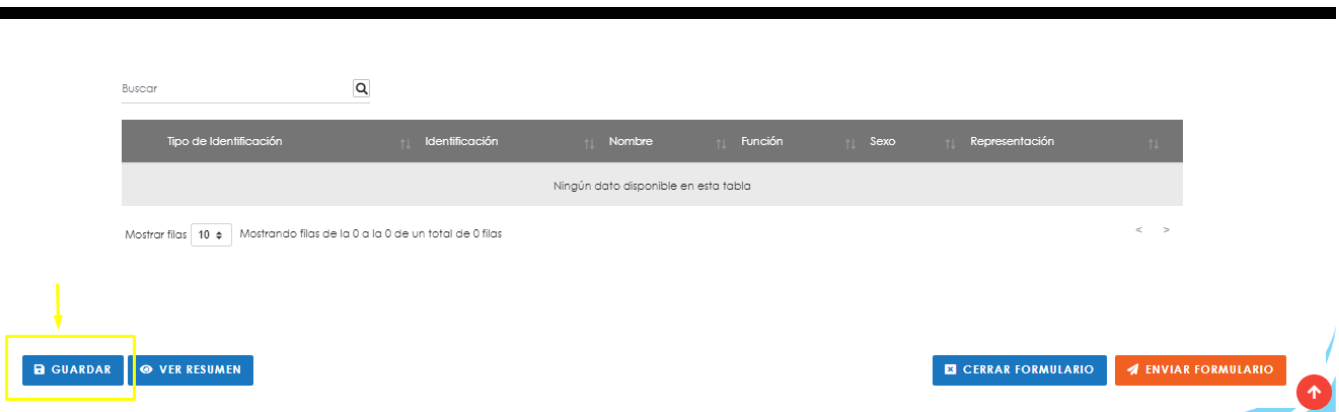 Buscar
Tipo de Identificación Identificación Nombre Función Sexo Representación
Ningún dato disponible en esta tabla
Mostrar filas 10 Mostrando filas de la 0 a la 0 de un total de 0 filas < >
GUARDAR VER RESUMEN CERRAR FORMULARIO ENVIAR FORMULARIO